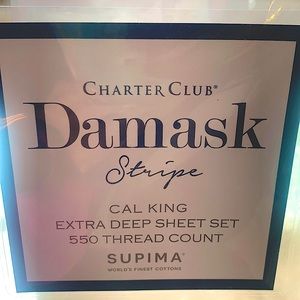 CHARTER CLUB®
Damask
Stripe
CAL KING
EXTRA DEEP SHEET SET
550 THREAD COUNT
SUPIMA®
WORLD'S FINEST COTTONS